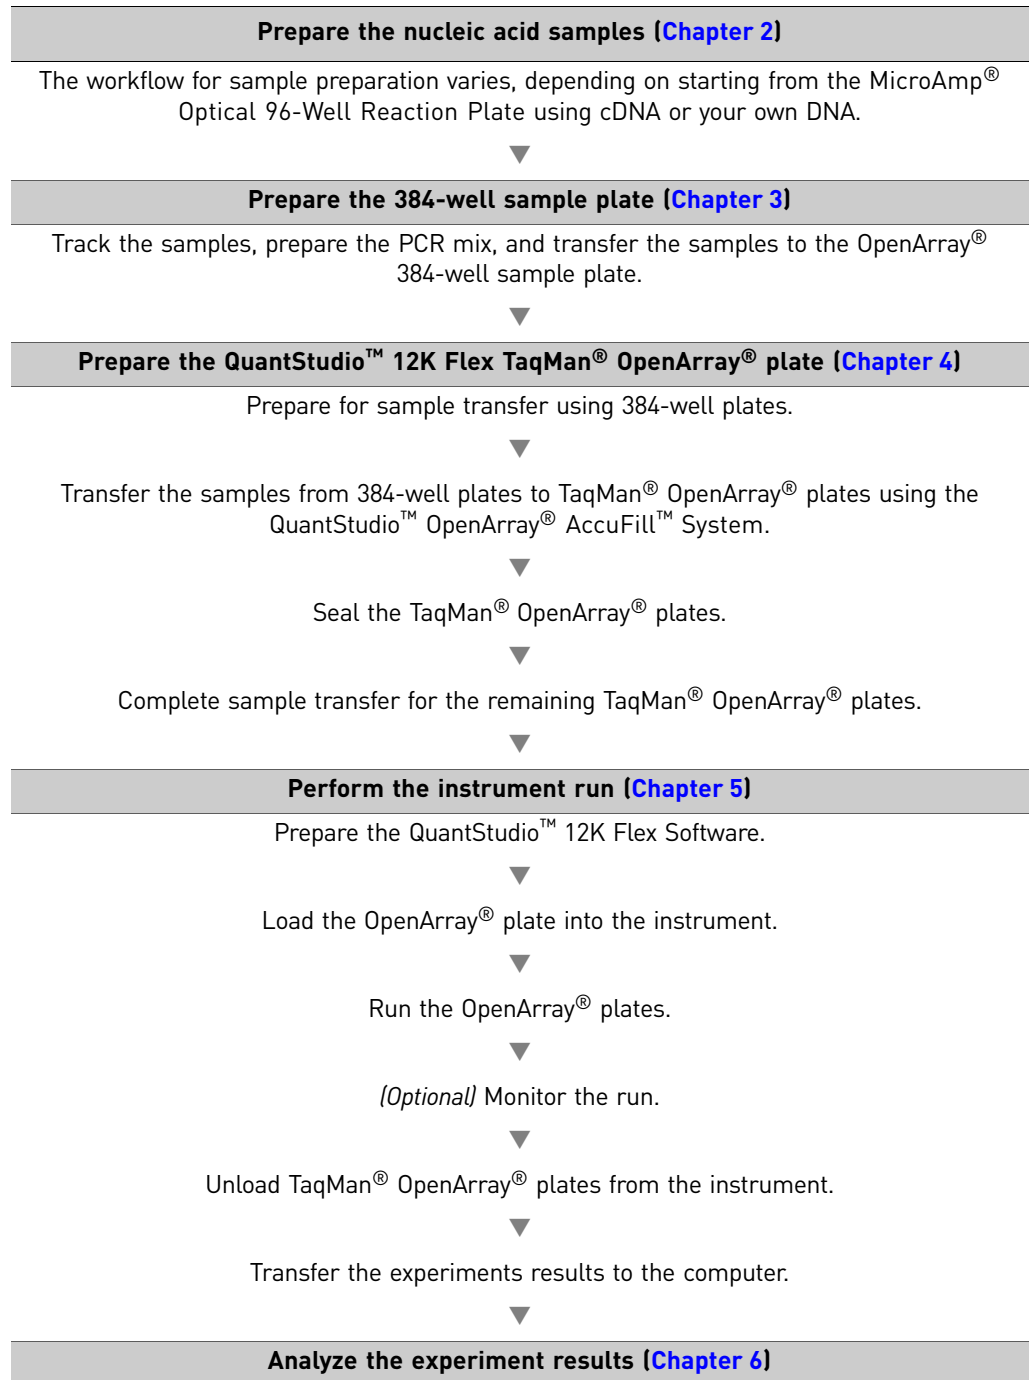 Prepare the nucleic acid samples (Chapter 2)
The workflow for sample preparation varies, depending on starting from the MicroAmp®
Optical 96-Well Reaction Plate using cDNA or your own DNA.
Prepare the 384-well sample plate (Chapter 3)
Track the samples, prepare the PCR mix, and transfer the samples to the OpenArray®
384-well sample plate.
Prepare the QuantStudio™ 12K Flex TaqMan® OpenArray® plate (Chapter 4)
Prepare for sample transfer using 384-well plates.
Transfer the samples from 384-well plates to TaqMan® OpenArray® plates using the
QuantStudio™ OpenArray® AccuFill™ System.
Seal the TaqMan® OpenArray® plates.
Complete sample transfer for the remaining TaqMan® OpenArray® plates.
Perform the instrument run (Chapter 5)
Prepare the QuantStudio™ 12K Flex Software.
Load the OpenArray® plate into the instrument.
Run the OpenArray® plates.
(Optional) Monitor the run.
Unload TaqMan® OpenArray® plates from the instrument.
Transfer the experiments results to the computer.
Analyze the experiment results (Chapter 6)